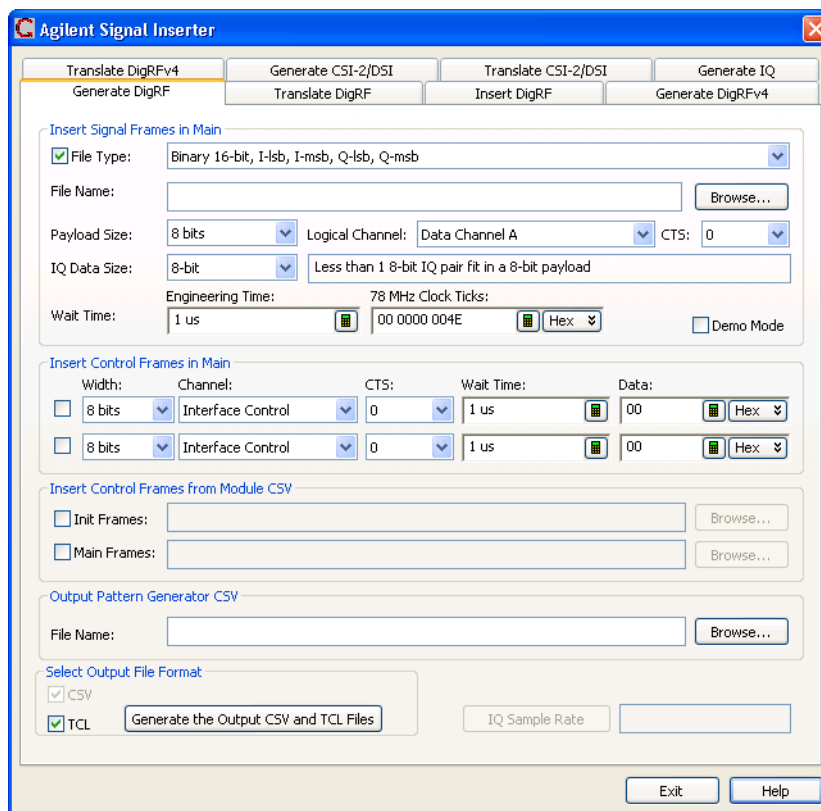 Agilent Signal Inserter
Translate DigRFv4 Generate CSI-2/DSI Translate CSI-2/DSI Generate IQ
Generate DigRF Translate DigRF Insert DigRF Generate DigRFv4
Insert Signal Frames in Main
File Type: Binary 16-bit, I-lsb, I-msb, Q-lsb, Q-msb
File Name: Browse...
Payload Size: 8 bits Logical Channel: Data Channel A CTS: 0
IQ Data Size: 8-bit Less than 1 8-bit IQ pair fit in a 8-bit payload
Engineering Time: 78 MHz Clock Ticks:
Wait Time: 1 us 00 0000 004E Hex Demo Mode
Insert Control Frames in Main
Width: Channel: CTS: Wait Time: Data:
8 bits Interface Control 0 1 us 00 Hex
8 bits Interface Control 0 1 us 00 Hex
Insert Control Frames from Module CSV
Init Frames: Browse...
Main Frames: Browse...
Output Pattern Generator CSV
File Name: Browse...
Select Output File Format
CSV
TCL Generate the Output CSV and TCL Files IQ Sample Rate
Exit Help